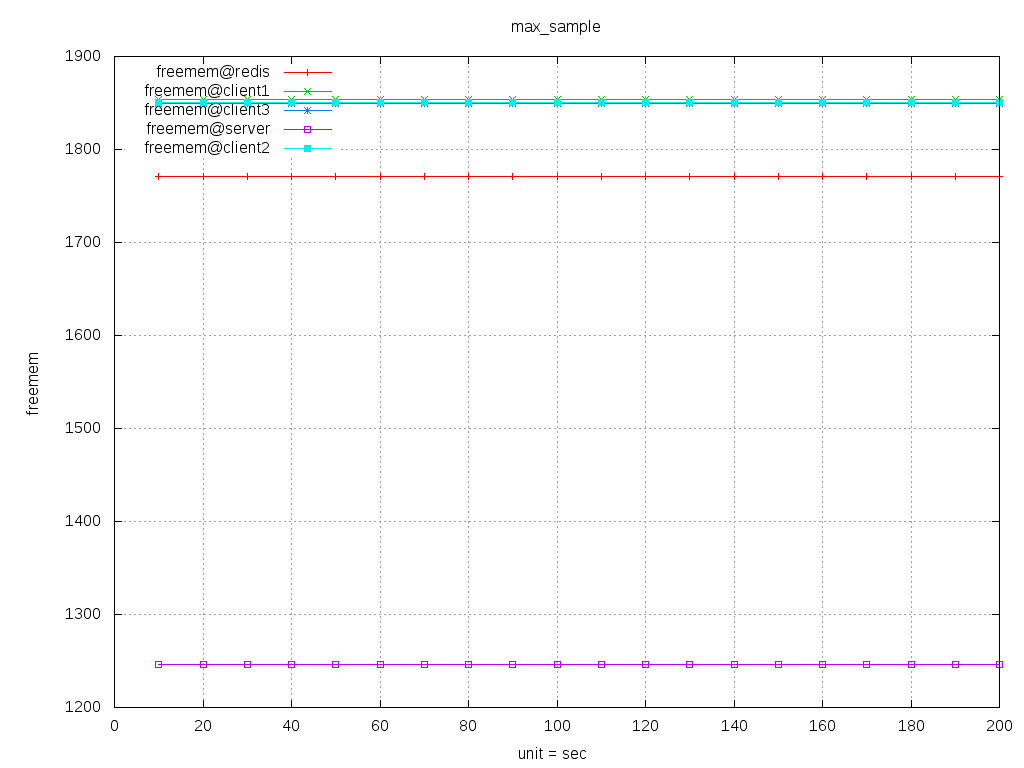 max_sample
1900
1800
1700
1600
1500
1400
1300
1200
freemem@redis
freemem@client1
freemem@client3
freemem@server
freemem@client2
freemem
0 20 40 60 80 100 120 140 160 180 200
unit = sec